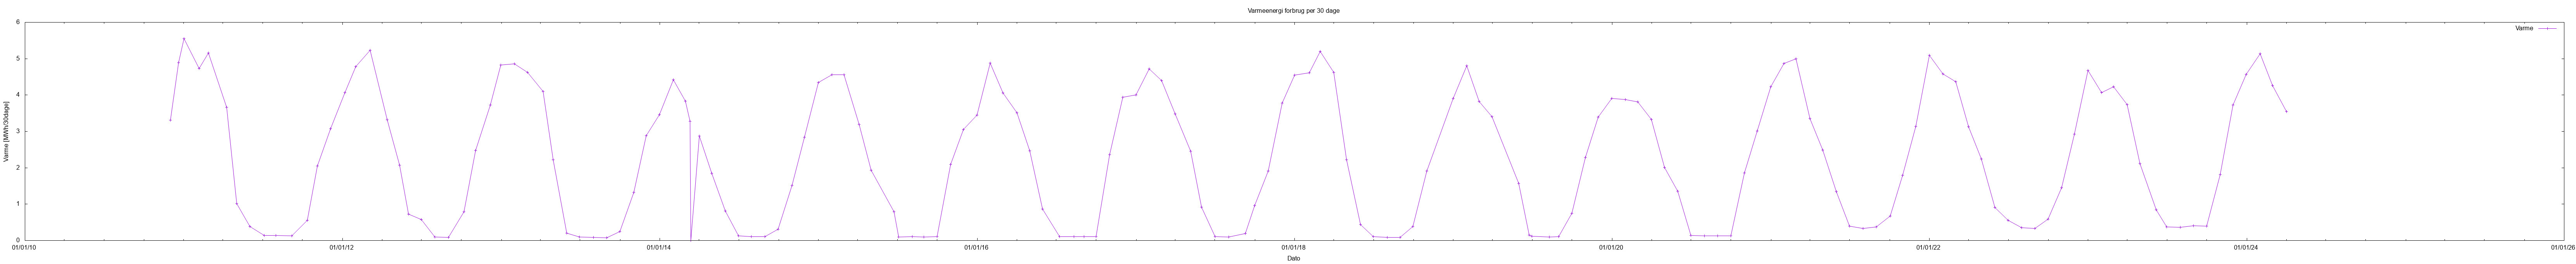 Varmeenergi forbrug per 30 dage
Varme
6
5
4
3
2
1
0
Varme [MWh/30dage]
01/01/10 01/01/12 01/01/14 01/01/16 01/01/18 01/01/20 01/01/22 01/01/24 01/01/26
Dato